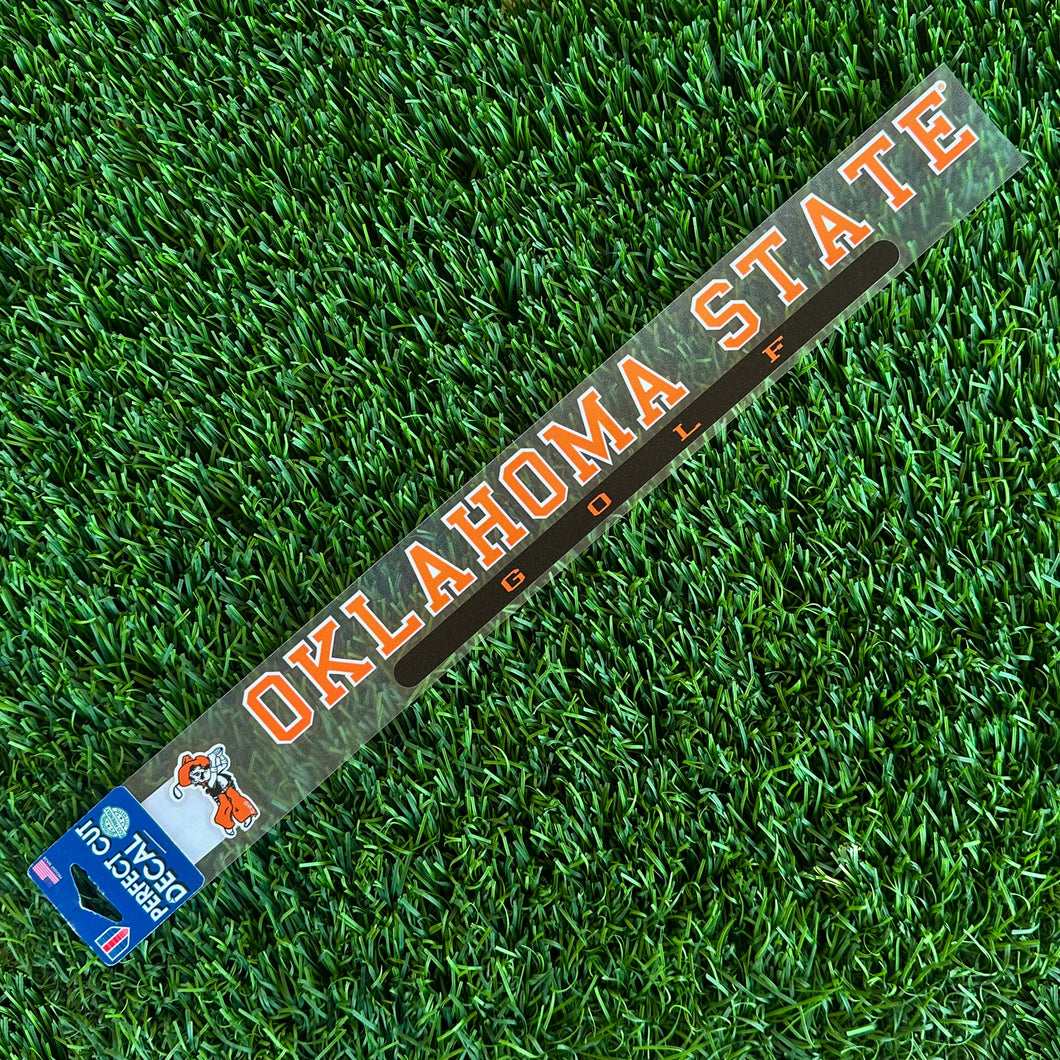 OKLAHOMA STATE®
GOLF
PERFECT CUT
DECAL